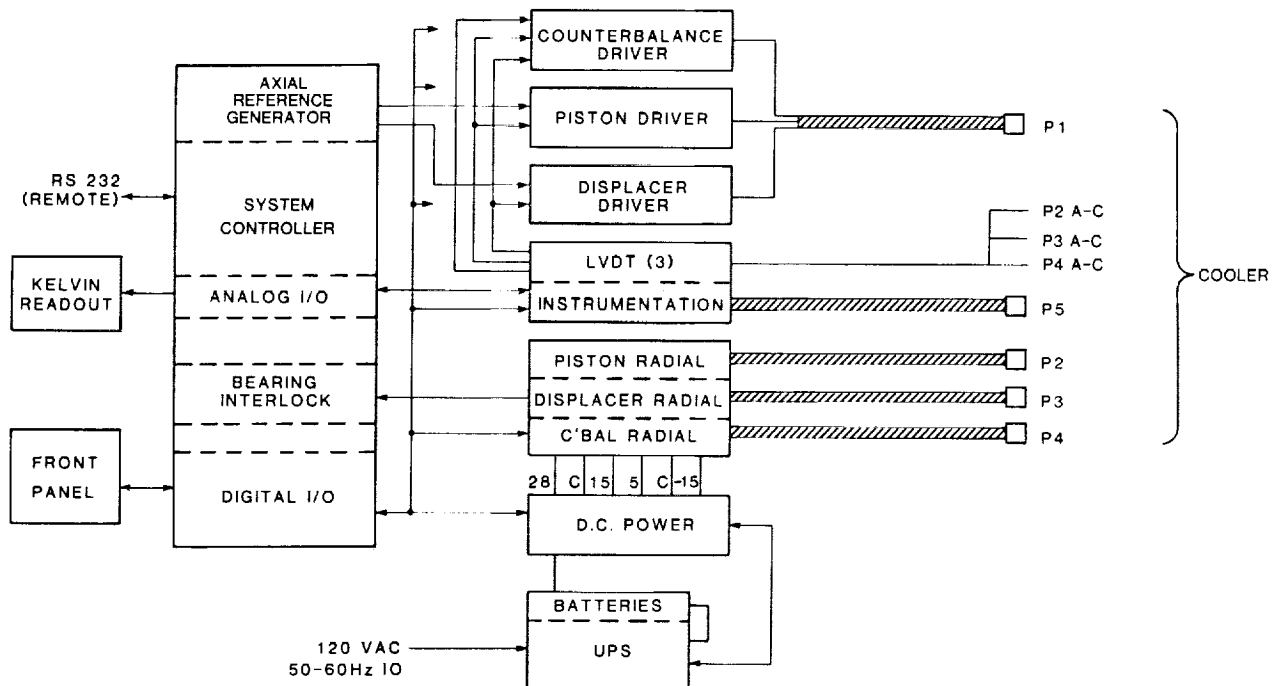 AXIAL
REFERENCE
GENERATOR
SYSTEM
CONTROLLER
ANALOG I/O
BEARING
INTERLOCK
DIGITAL I/O
RS 232
(REMOTE)
KELVIN
READOUT
FRONT
PANEL
COUNTERBALANCE
DRIVER
PISTON DRIVER
DISPLACER
DRIVER
LVDT (3)
INSTRUMENTATION
PISTON RADIAL
DISPLACER RADIAL
C'BAL RADIAL
28 C 15 5 C -15
D.C. POWER
BATTERIES
UPS
120 VAC
50-60Hz IO
P1
P2 A-C
P3 A-C
P4 A-C
P5
P2
P3
P4
COOLER